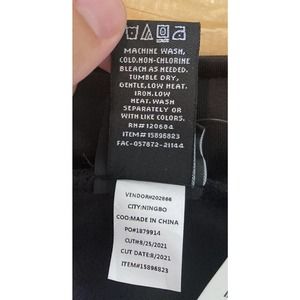 MACHINE WASH,
COLD.NON-CHLORINE
BLEACH AS NEEDED.
TUMBLE DRY,
GENTLE,LOW HEAT.
IRON.LOW
HEAT. WASH
SEPARATELY OR
WITH LIKE COLORS.
RN#120684
ITEM#15896823
FAC-057872-21144
VENDOR#202866
CITY:NINGBO
COO:MADE IN CHINA
PO#1879914
CUT#8/25/2021
CUT DATE:8/2021
ITEM#15896823